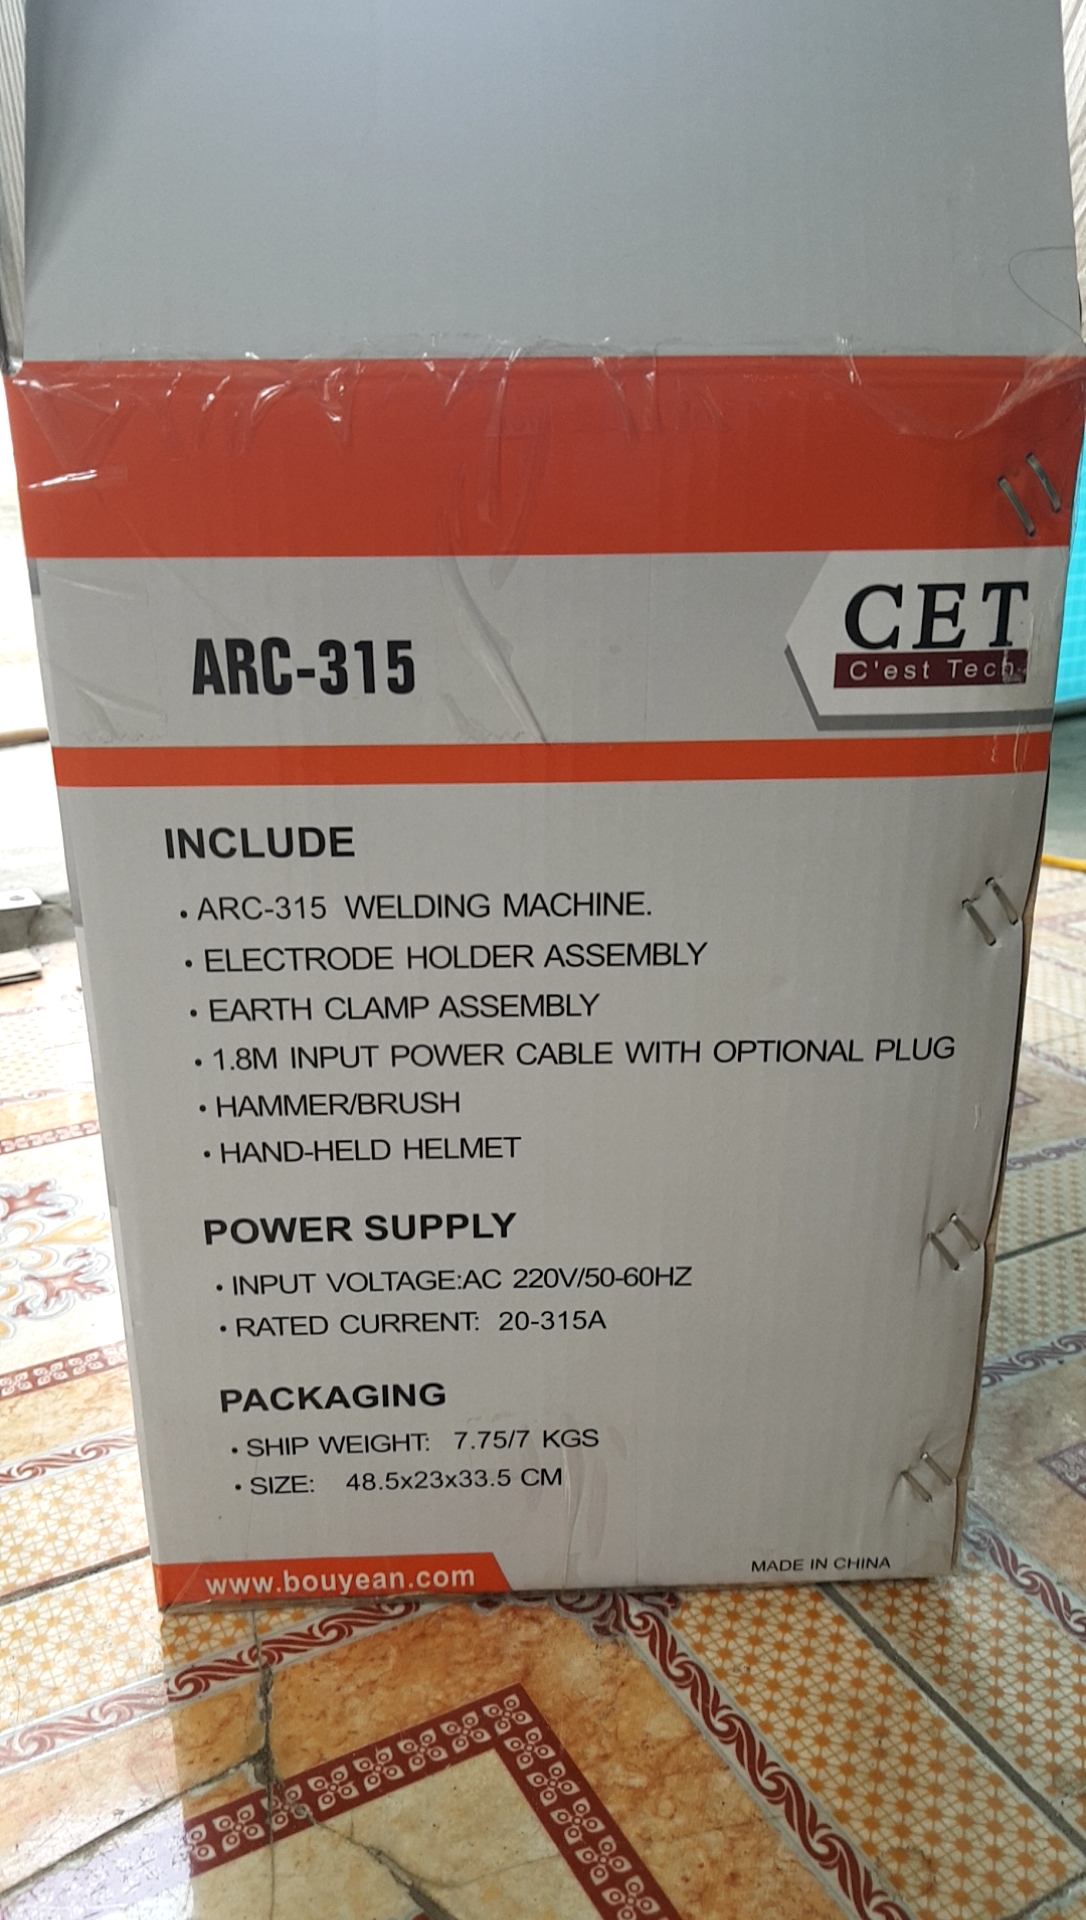 CET
C'est Tech
ARC-315
INCLUDE
• ARC-315 WELDING MACHINE.
• ELECTRODE HOLDER ASSEMBLY
• EARTH CLAMP ASSEMBLY
• 1.8M INPUT POWER CABLE WITH OPTIONAL PLUG
• HAMMER/BRUSH
• HAND-HELD HELMET
POWER SUPPLY
• INPUT VOLTAGE:AC 220V/50-60HZ
• RATED CURRENT: 20-315A
PACKAGING
• SHIP WEIGHT: 7.75/7 KGS
• SIZE: 48.5x23x33.5 CM
www.bouyean.com
MADE IN CHINA